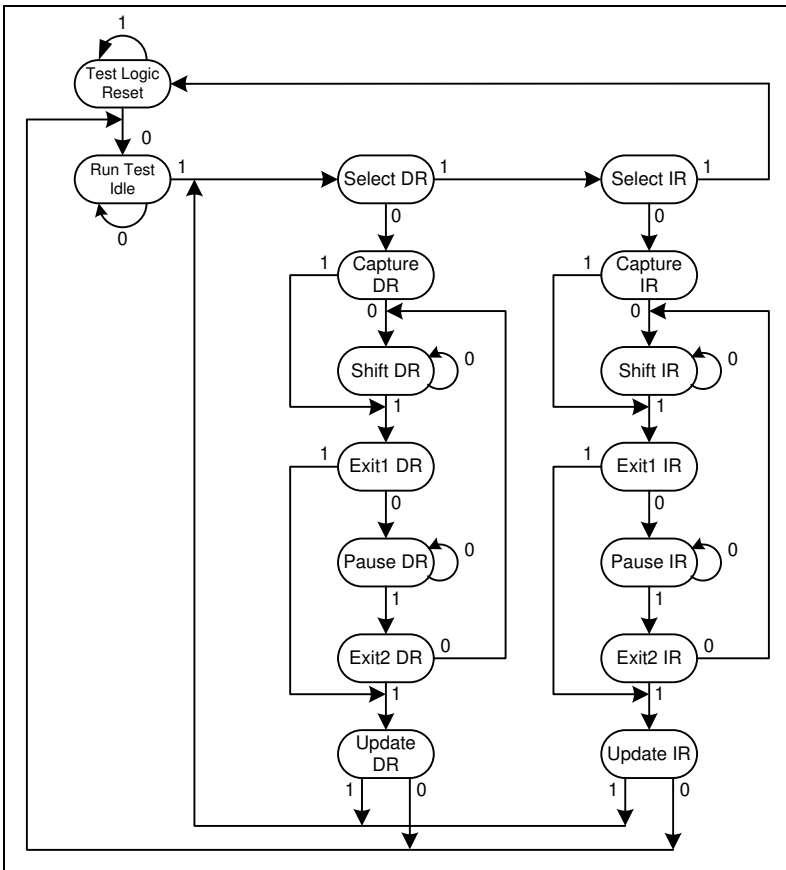 1
Test Logic
Reset
0
Run Test
Idle
1
0
Select DR
1
Select IR
1
0
0
Capture
DR
1
0
Capture
IR
1
0
Shift DR
0
1
Shift IR
0
1
Exit1 DR
1
0
Exit1 IR
1
0
Pause DR
0
1
Pause IR
0
1
Exit2 DR
0
1
Exit2 IR
0
1
Update
DR
1
0
Update IR
1
0